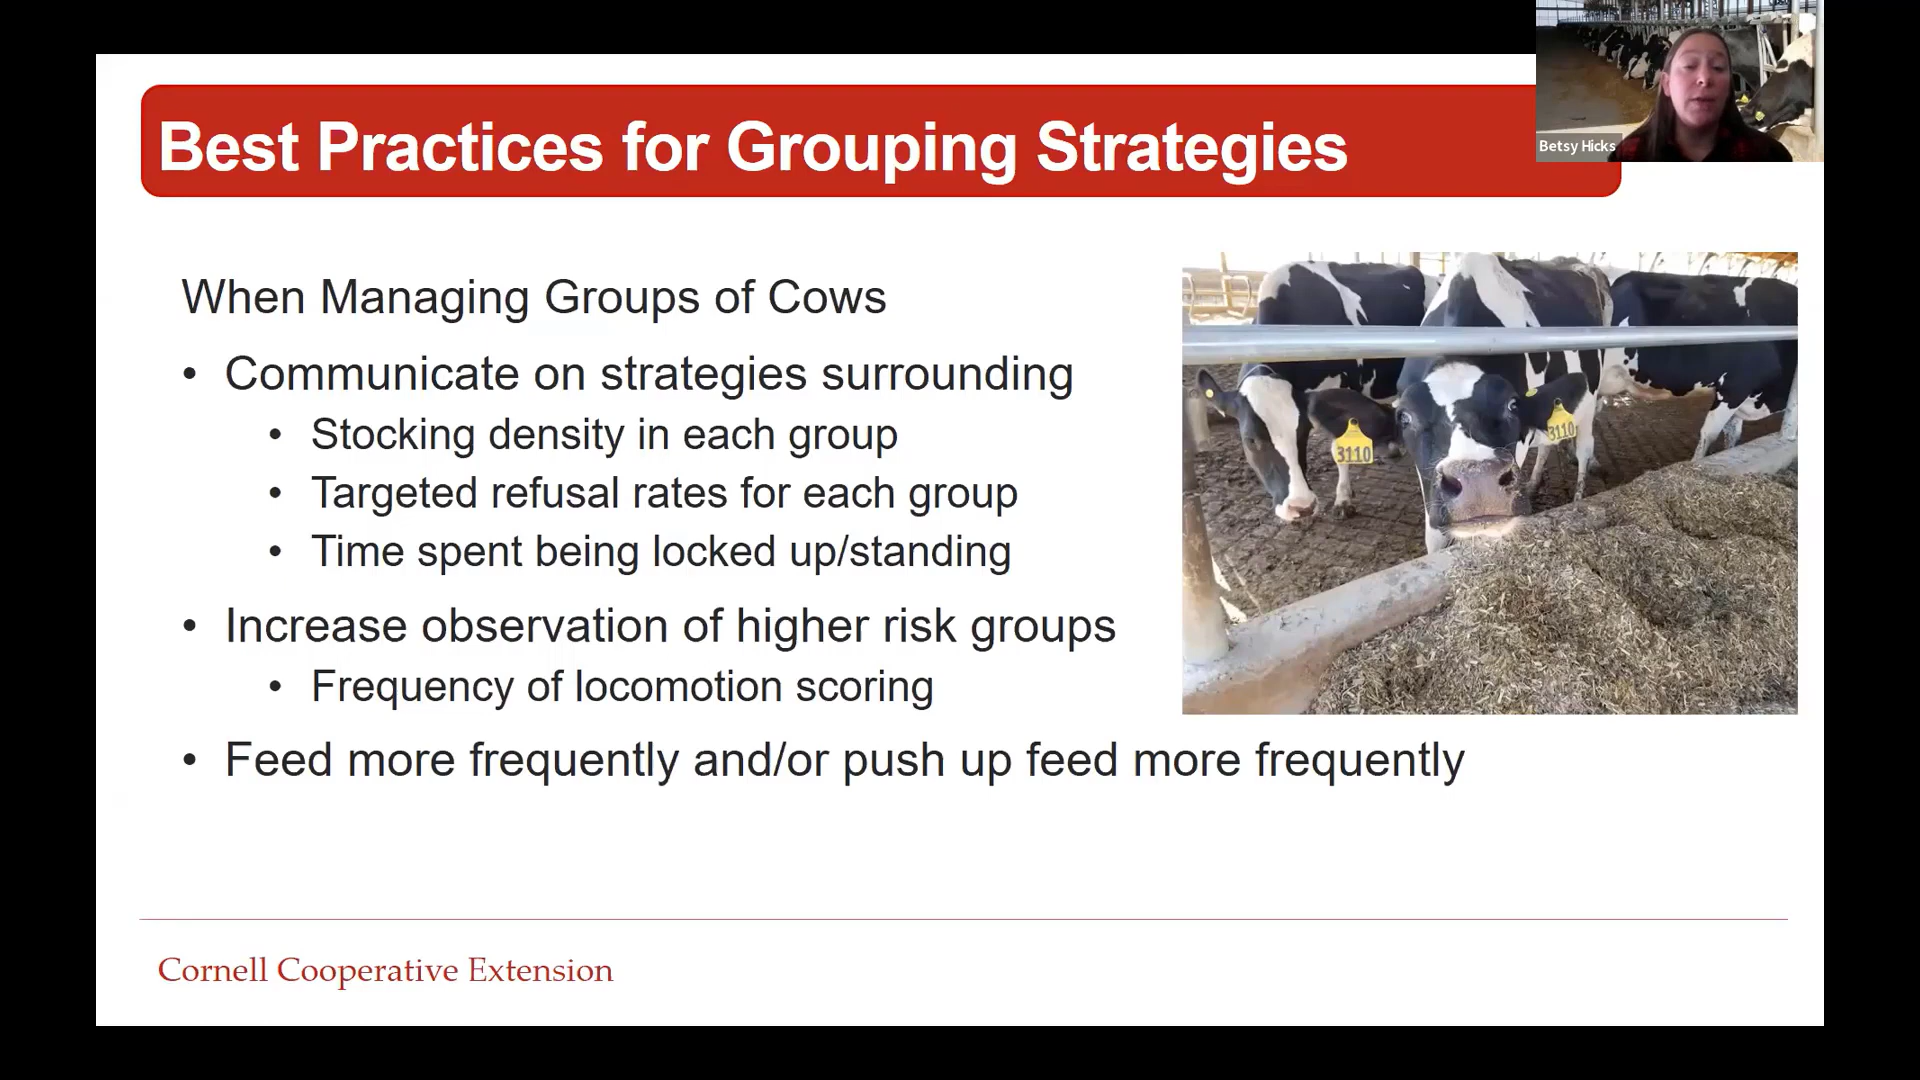 Best Practices for Grouping Strategies
Betsy Hicks
When Managing Groups of Cows
• Communicate on strategies surrounding
• Stocking density in each group
• Targeted refusal rates for each group
• Time spent being locked up/standing
• Increase observation of higher risk groups
• Frequency of locomotion scoring
• Feed more frequently and/or push up feed more frequently
3110
3110
Cornell Cooperative Extension